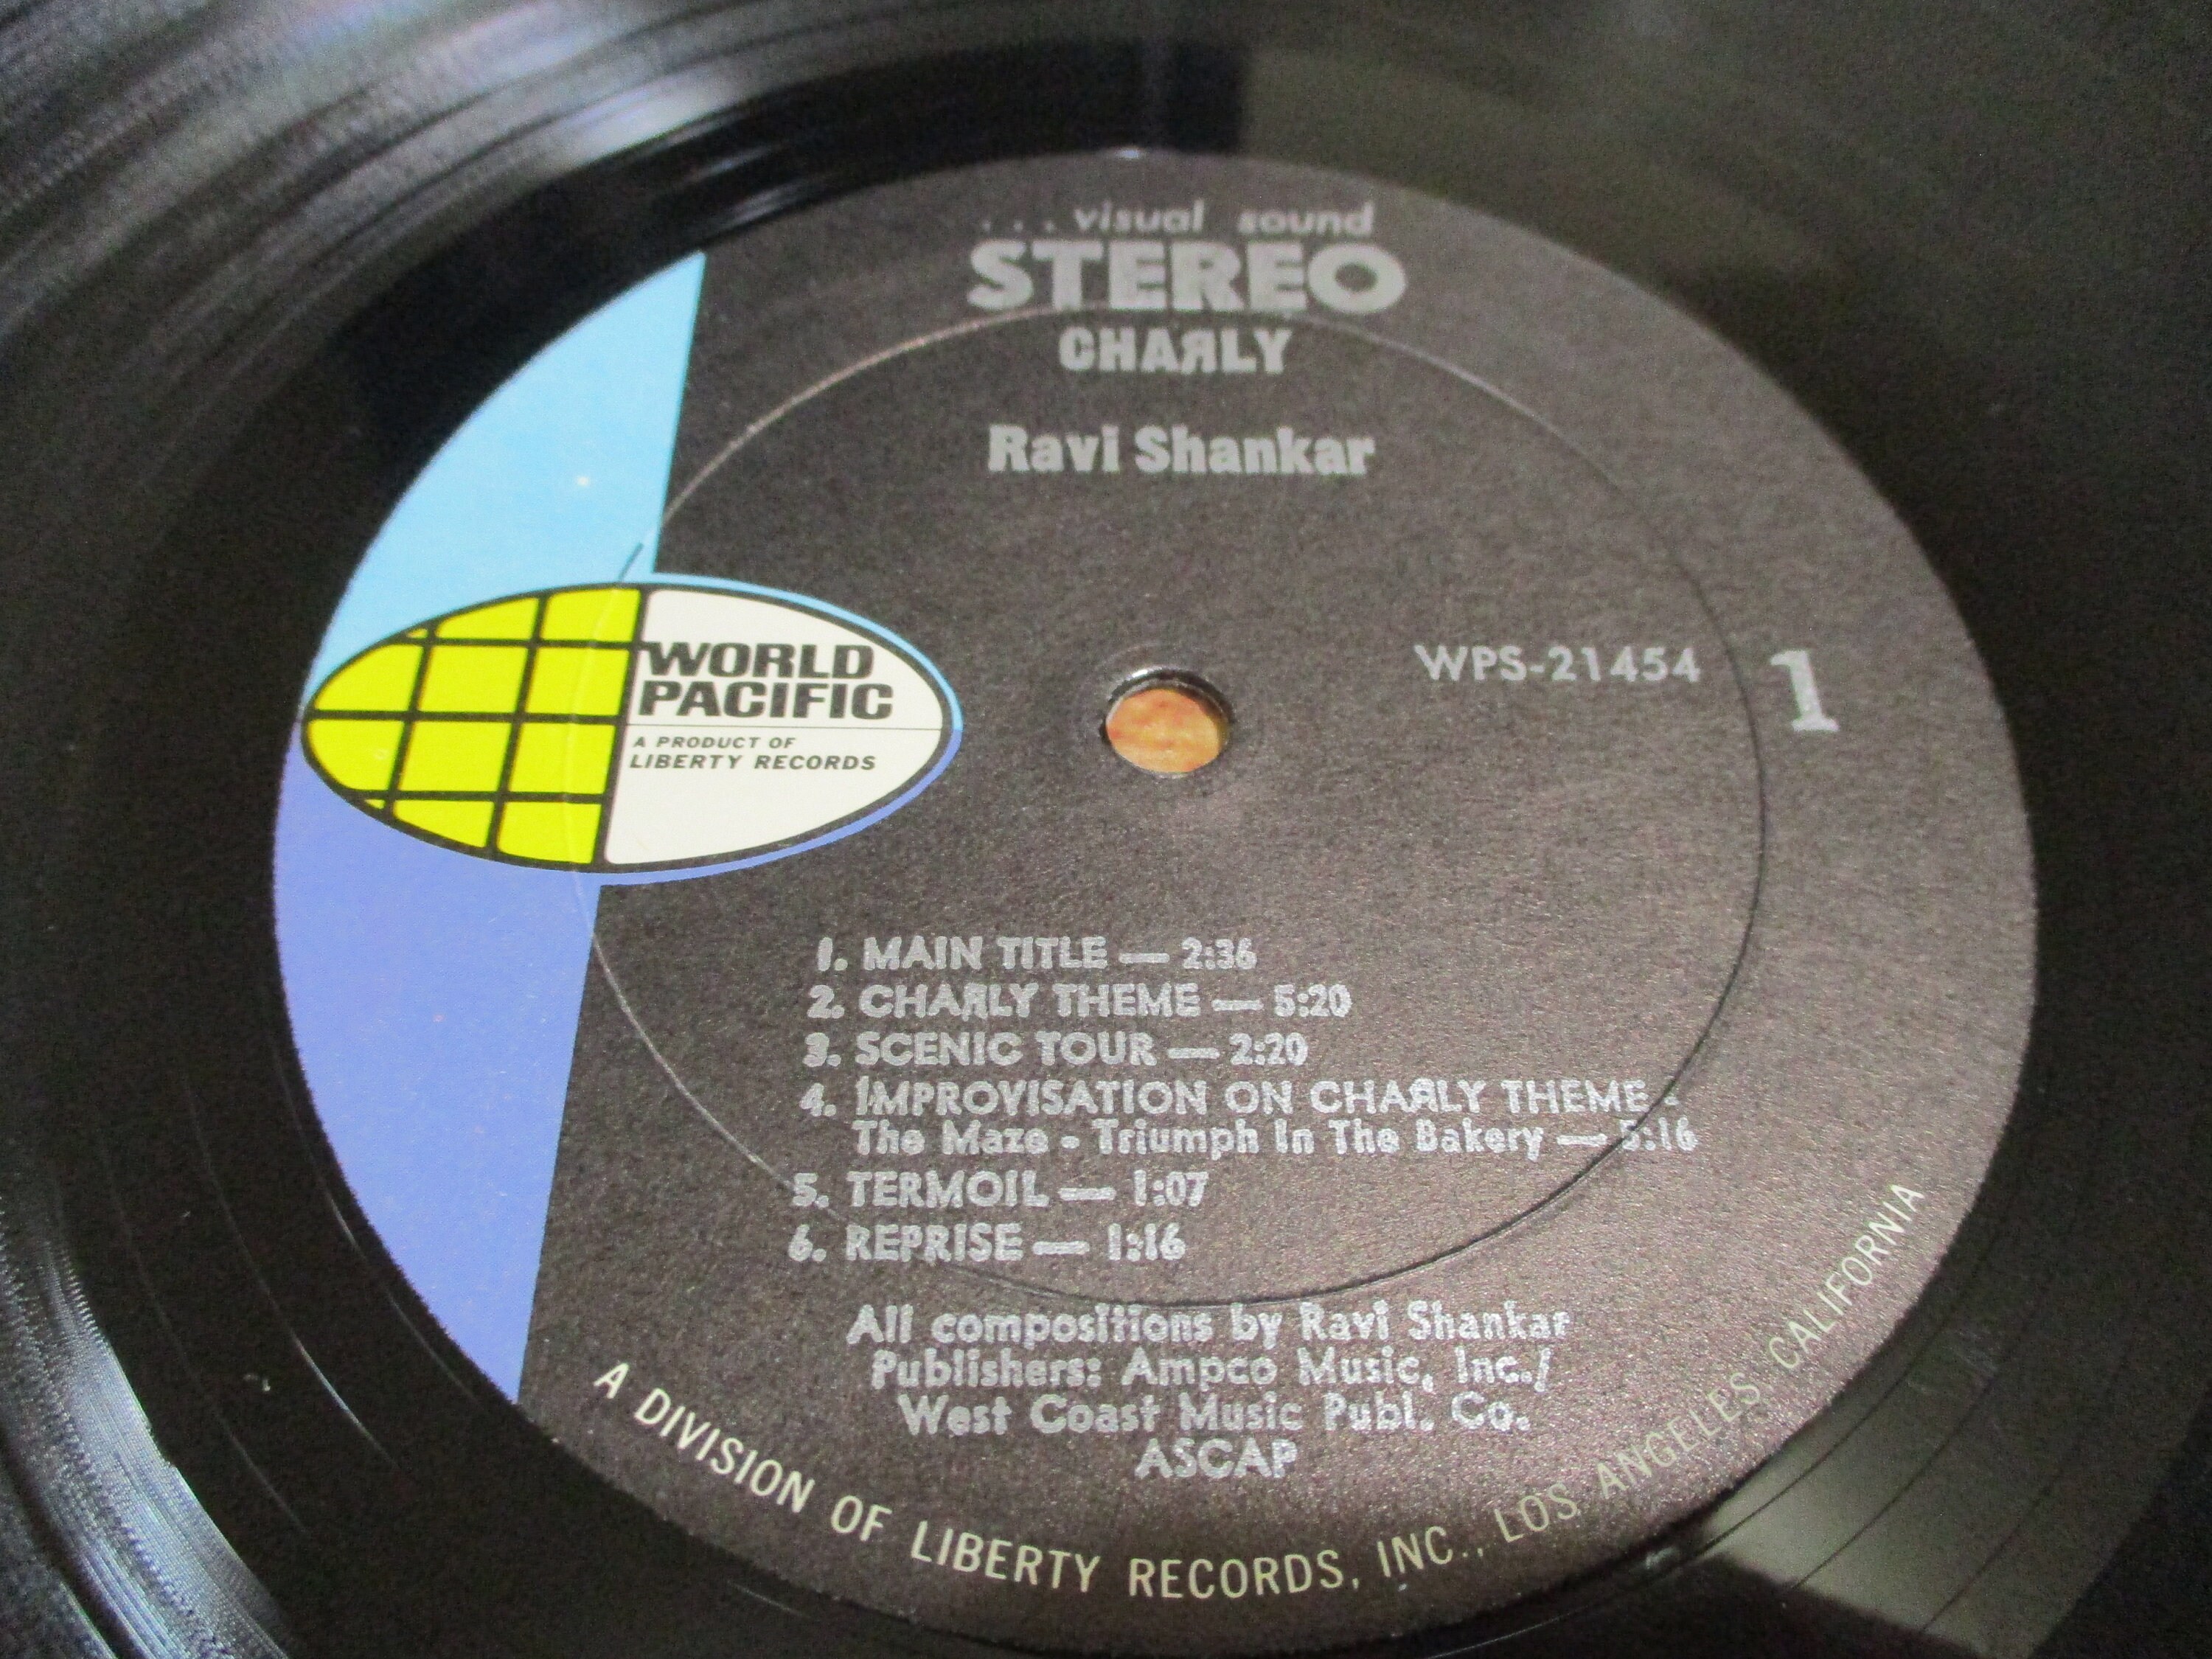 . . . visual sound
STEREO
CHAЯLY
Ravi Shankar
WORLD
PACIFIC
A PRODUCT OF
LIBERTY RECORDS
WPS-21454
1
1. MAIN TITLE — 2:36
2. CHAЯLY THEME — 5:20
3. SCENIC TOUR — 2:20
4. IMPROVISATION ON CHAЯLY THEME -
The Maze - Triumph In The Bakery — 5:16
5. TERMOIL — 1:07
6. REPRISE — 1:16
All compositions by Ravi Shankar
Publishers: Ampco Music, Inc./
West Coast Music Publ. Co.
ASCAP
A DIVISION OF LIBERTY RECORDS, INC., LOS ANGELES, CALIFORNIA